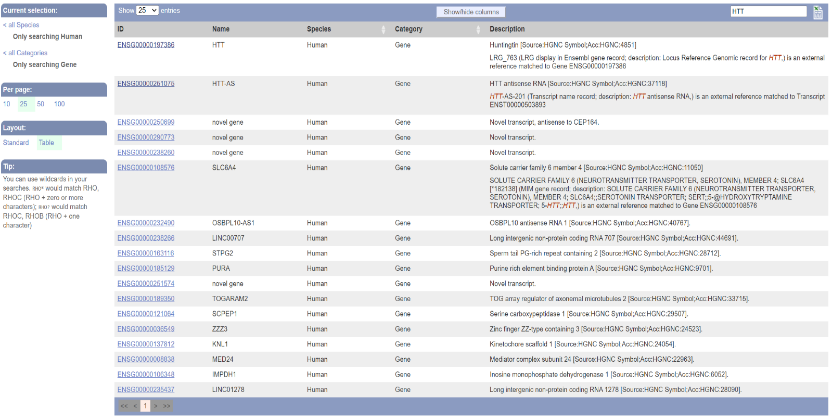 Current selection:
< all Species
Only searching Human
< all Categories
Only searching Gene
Per page:
10 25 50 100
Layout:
Standard Table
Tip:
You can use wildcards in your
searches. RH?* would match RHO,
RHOC (RHO + zero or more
characters); would match
RHOC, RHOB (RHO + one
character)
Show 25 entries Show/hide columns HTT
ID Name Species Category Description
ENSG00000197386 HTT Human Gene Huntingtin [Source:HGNC Symbol;Acc:HGNC:4851]
LRG_763 (LRG display in Ensembl gene record; description: Locus Reference Genomic record for HTT,) is an external
reference matched to Gene ENSG00000197386
ENSG00000251075 HTT-AS Human Gene HTT antisense RNA [Source:HGNC Symbol;Acc:HGNC:37118]
HTT-AS-201 (Transcript name record; description: HTT antisense RNA,) is an external reference matched to Transcript
ENST00000503893
ENSG00000250699 novel gene Human Gene Novel transcript, antisense to CEP164.
ENSG00000280773 novel gene Human Gene Novel transcript.
ENSG00000238260 novel gene Human Gene Novel transcript.
ENSG00000108576 SLC6A4 Human Gene Solute carrier family 6 member 4 [Source:HGNC Symbol;Acc:HGNC:11050]
SOLUTE CARRIER FAMILY 6 (NEUROTRANSMITTER TRANSPORTER, SEROTONIN), MEMBER 4; SLC6A4
[*182138] (MIM gene record; description: SOLUTE CARRIER FAMILY 6 (NEUROTRANSMITTER TRANSPORTER,
SEROTONIN), MEMBER 4; SLC6A4;;SEROTONIN TRANSPORTER; SERT;5-@HYDROXYTRYPTAMINE
TRANSPORTER; 5-HTT;;HTT,) is an external reference matched to Gene ENSG00000108576
ENSG00000232490 OSBPL10-AS1 Human Gene OSBPL10 antisense RNA 1 [Source:HGNC Symbol;Acc:HGNC:40767].
ENSG00000238266 LINC00707 Human Gene Long intergenic non-protein coding RNA 707 [Source:HGNC Symbol;Acc:HGNC:44691].
ENSG00000163116 STPG2 Human Gene Sperm tail PG-rich repeat containing 2 [Source:HGNC Symbol;Acc:HGNC:28712].
ENSG00000185129 PURA Human Gene Purine rich element binding protein A [Source:HGNC Symbol;Acc:HGNC:9701].
ENSG00000251574 novel gene Human Gene Novel transcript.
ENSG00000189350 TOGARAM2 Human Gene TOG array regulator of axonemal microtubules 2 [Source:HGNC Symbol;Acc:HGNC:33715].
ENSG00000121064 SCPEP1 Human Gene Serine carboxypeptidase 1 [Source:HGNC Symbol;Acc:HGNC:29507].
ENSG00000036549 ZZZ3 Human Gene Zinc finger ZZ-type containing 3 [Source:HGNC Symbol;Acc:HGNC:24523].
ENSG00000137812 KNL1 Human Gene Kinetochore scaffold 1 [Source:HGNC Symbol;Acc:HGNC:24054].
ENSG00000008838 MED24 Human Gene Mediator complex subunit 24 [Source:HGNC Symbol;Acc:HGNC:22963].
ENSG00000106348 IMPDH1 Human Gene Inosine monophosphate dehydrogenase 1 [Source:HGNC Symbol;Acc:HGNC:6052].
ENSG00000235437 LINC01278 Human Gene Long intergenic non-protein coding RNA 1278 [Source:HGNC Symbol;Acc:HGNC:28090].
<< < 1 > >>